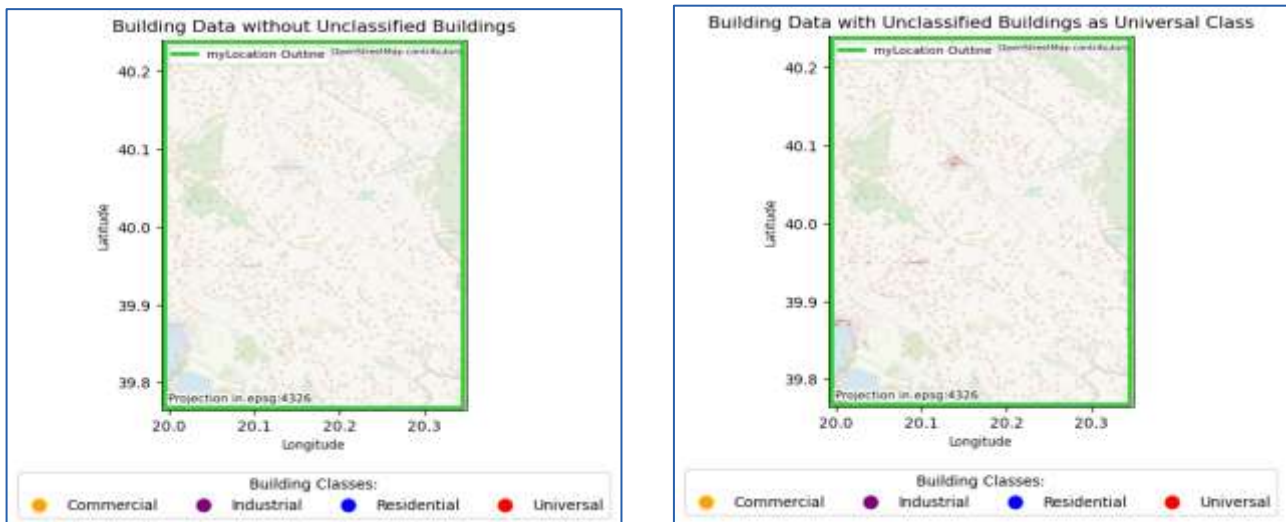 Building Data without Unclassified Buildings
myLocation Outline
OpenStreetMap contributors
40.2
40.1
40.0
39.9
39.8
Latitude
Projection in epsg:4326
20.0 20.1 20.2 20.3
Longitude
Building Classes:
Commercial Industrial Residential Universal
Building Data with Unclassified Buildings as Universal Class
myLocation Outline
OpenStreetMap contributors
40.2
40.1
40.0
39.9
39.8
Latitude
Projection in epsg:4326
20.0 20.1 20.2 20.3
Longitude
Building Classes:
Commercial Industrial Residential Universal